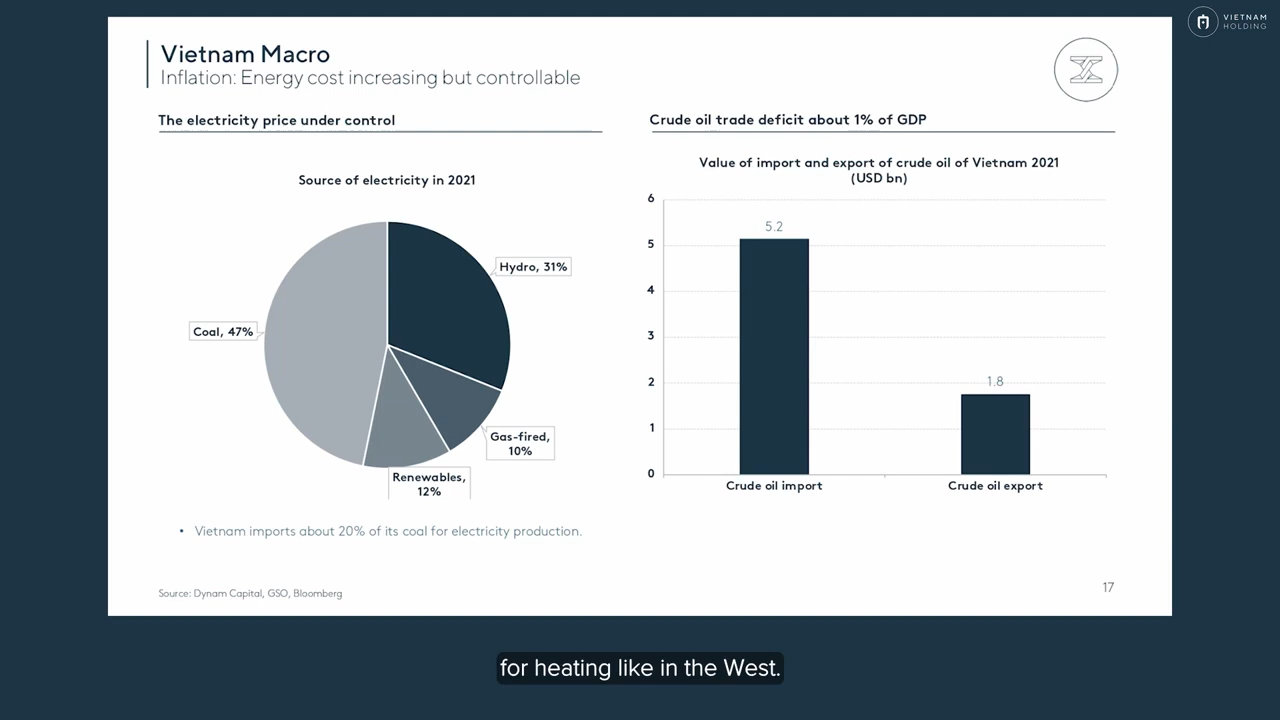 VIETNAM
HOLDING
Vietnam Macro
Inflation: Energy cost increasing but controllable
The electricity price under control
Source of electricity in 2021
Hydro, 31%
Coal, 47%
Gas-fired,
10%
Renewables,
12%
• Vietnam imports about 20% of its coal for electricity production.
Crude oil trade deficit about 1% of GDP
Value of import and export of crude oil of Vietnam 2021
(USD bn)
6
5
4
3
2
1
0
5.2
1.8
Crude oil import
Crude oil export
Source: Dynam Capital, GSO, Bloomberg
17
for heating like in the West.